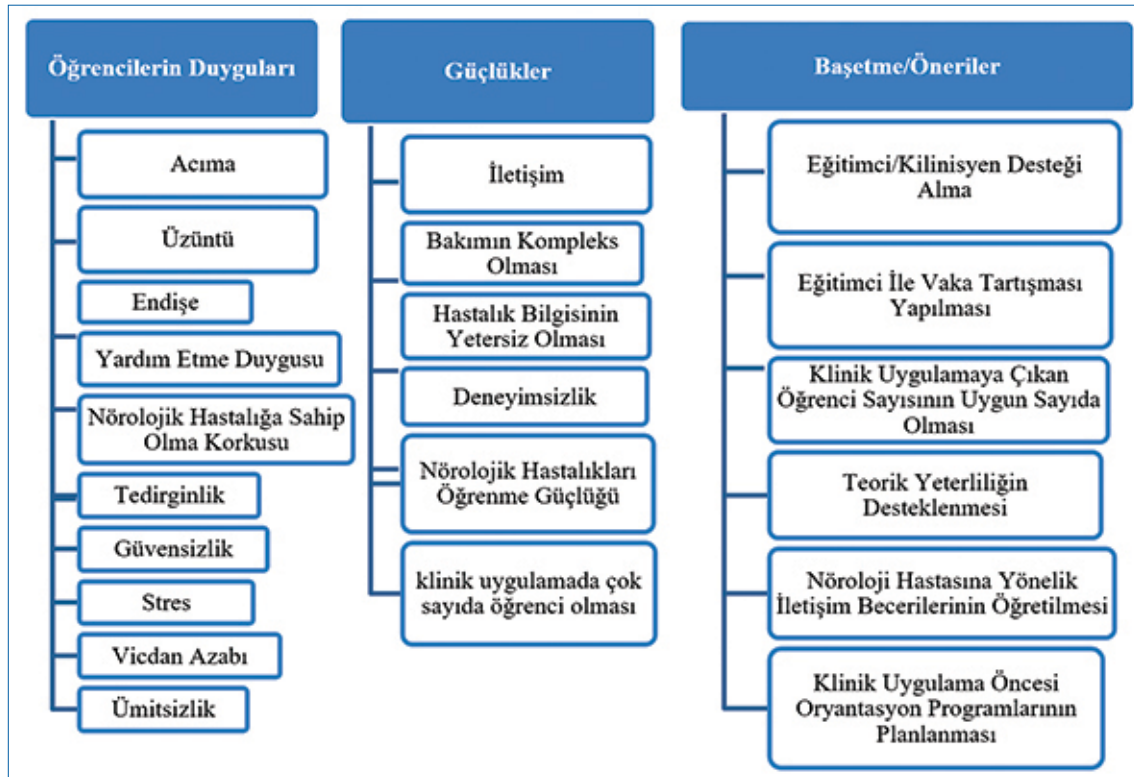 Öğrencilerin Duyguları
Acıma
Üzüntü
Endişe
Yardım Etme Duygusu
Nörolojik Hastalığa Sahip
Olma Korkusu
Tedirginlik
Güvensizlik
Stres
Vicdan Azabı
Ümitsizlik
Güçlükler
İletişim
Bakımın Kompleks
Olması
Hastalık Bilgisinin
Yetersiz Olması
Deneyimsizlik
Nörolojik Hastalıkları
Öğrenme Güçlüğü
klinik uygulamada çok
sayıda öğrenci olması
Başetme/Öneriler
Eğitimci/Kilinisyen Desteği
Alma
Eğitimci İle Vaka Tartışması
Yapılması
Klinik Uygulamaya Çıkan
Öğrenci Sayısının Uygun Sayıda
Olması
Teorik Yeterliliğin
Desteklenmesi
Nöroloji Hastasına Yönelik
İletişim Becerilerinin Öğretilmesi
Klinik Uygulama Öncesi
Oryantasyon Programlarının
Planlanması